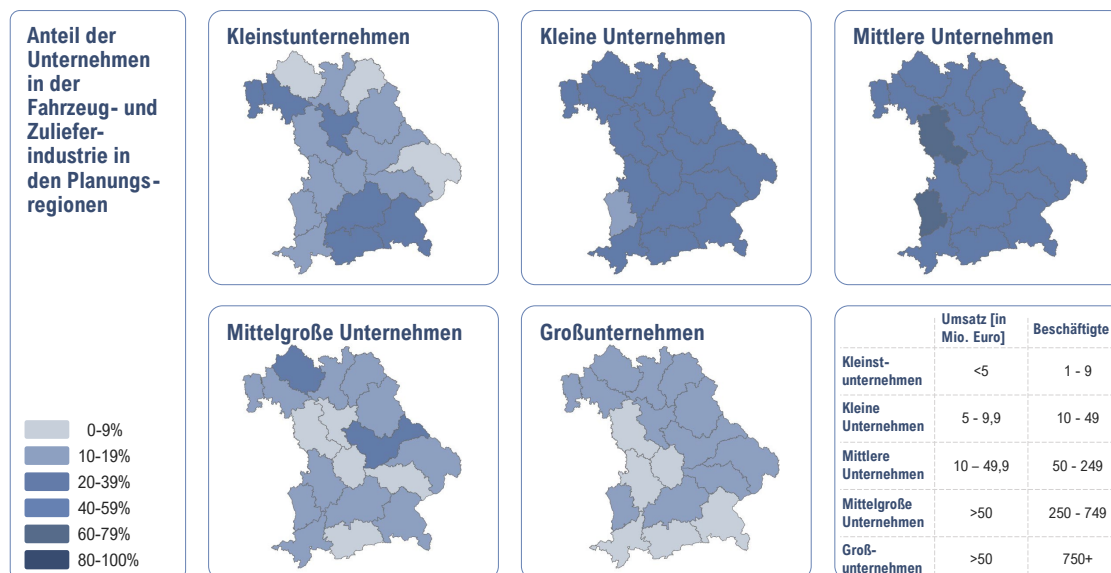 Anteil der
Unternehmen
in der
Fahrzeug- und
Zuliefer-
industrie in
den Planungs-
regionen
0-9%
10-19%
20-39%
40-59%
60-79%
80-100%
Kleinstunternehmen
Kleine Unternehmen
Mittlere Unternehmen
Mittelgroße Unternehmen
Großunternehmen
Umsatz [in
Mio. Euro]
Beschäftigte
Kleinst-
unternehmen
<5
1 - 9
Kleine
Unternehmen
5 - 9,9
10 - 49
Mittlere
Unternehmen
10 – 49,9
50 - 249
Mittelgroße
Unternehmen
>50
250 - 749
Groß-
unternehmen
>50
750+